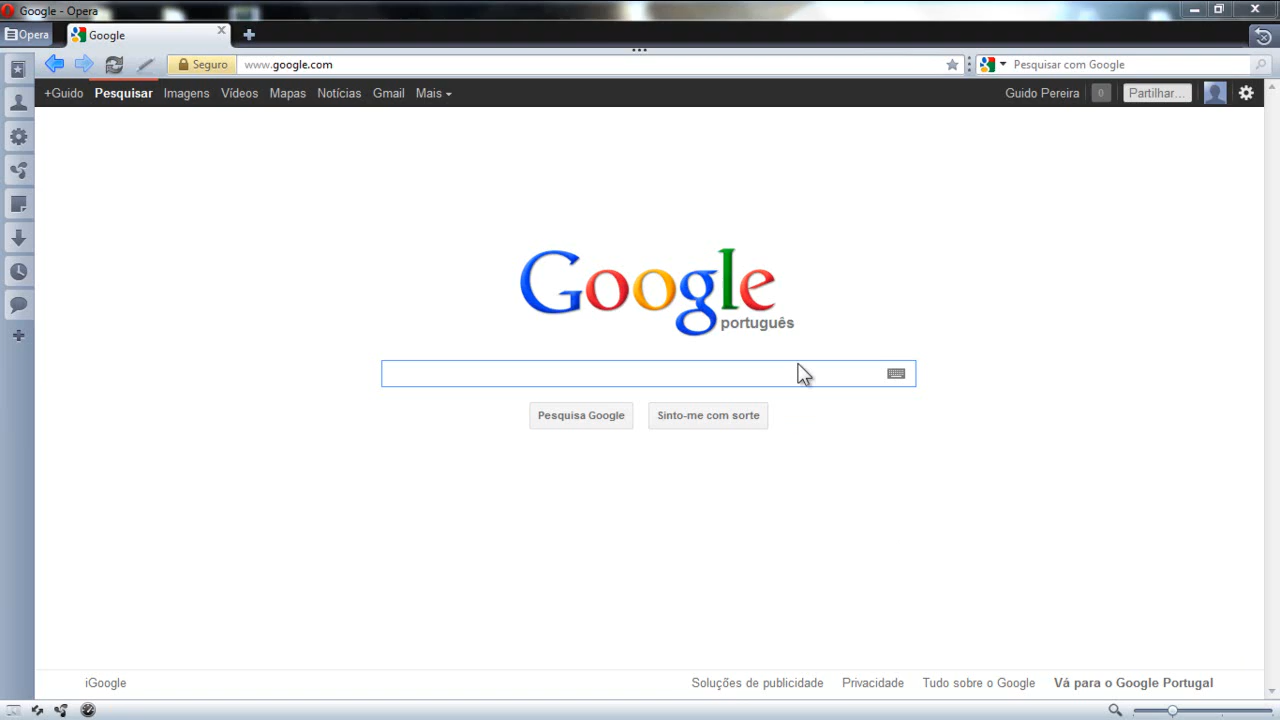 Google - Opera
Opera
Google
Seguro
www.google.com
Pesquisar com Google
+Guido Pesquisar Imagens Vídeos Mapas Notícias Gmail Mais
Guido Pereira 0 Partilhar...
Google
português
Pesquisa Google
Sinto-me com sorte
iGoogle
Soluções de publicidade Privacidade Tudo sobre o Google Vá para o Google Portugal